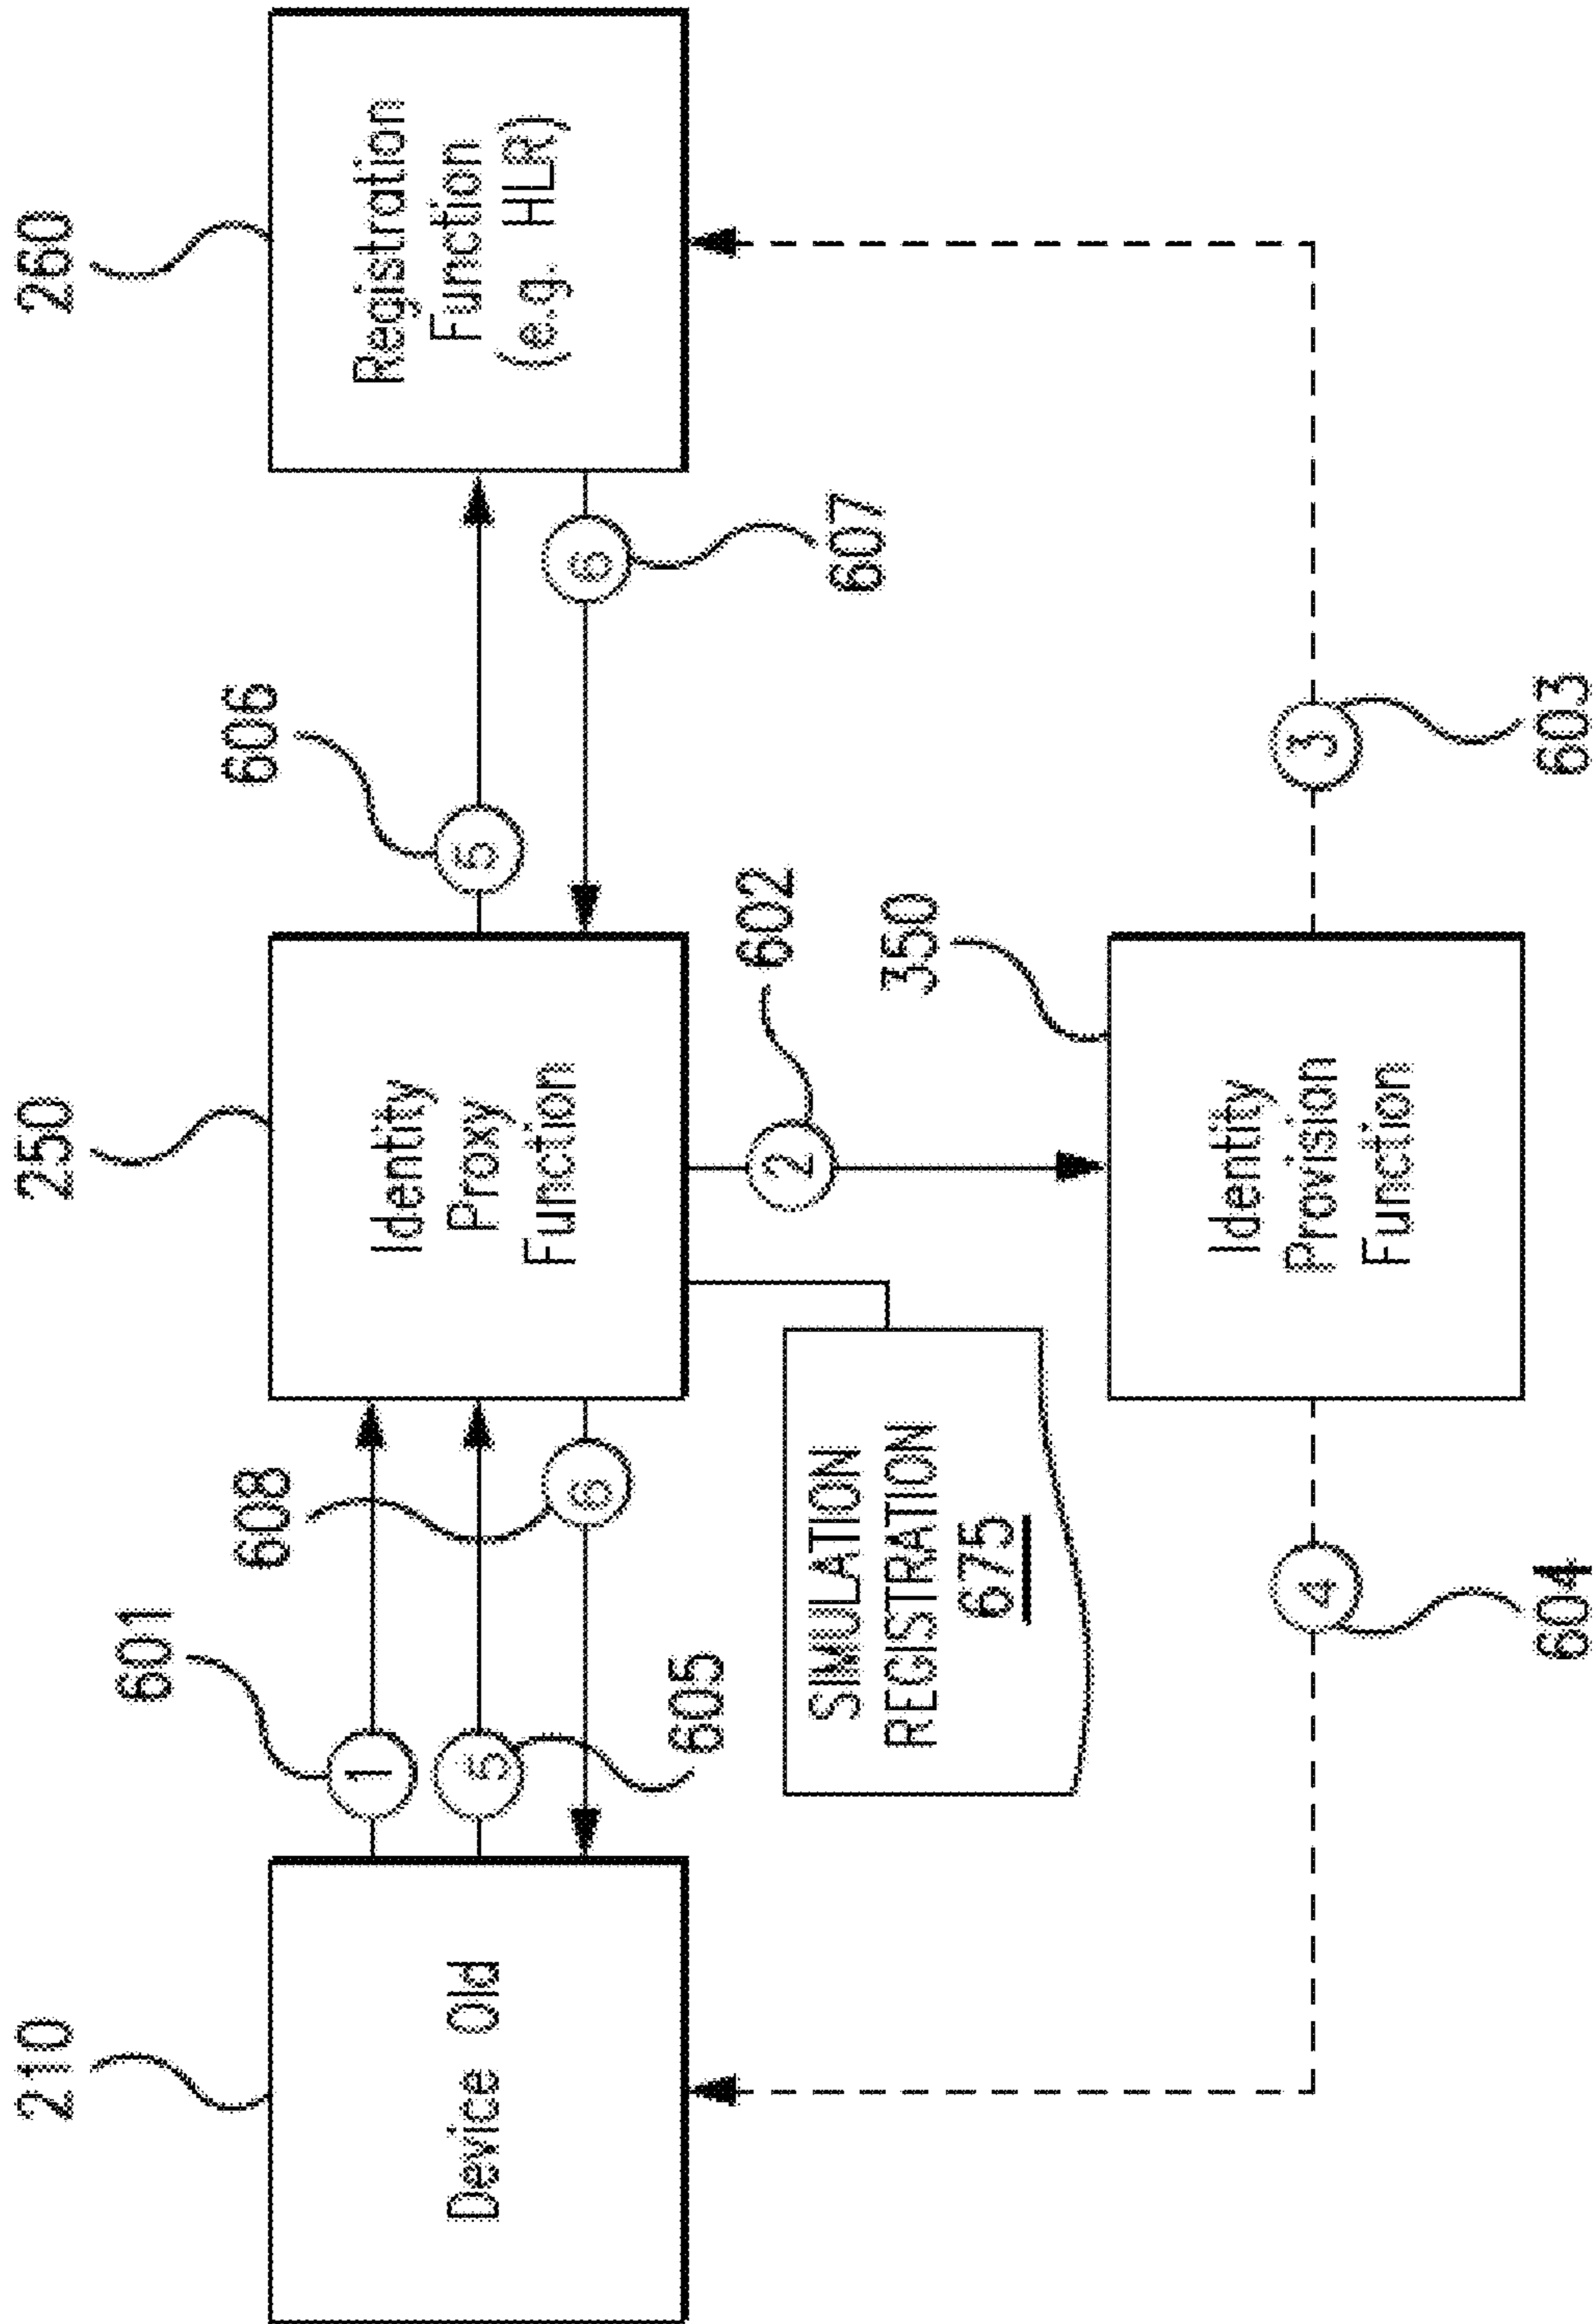 210
250
260
601
608
606
Device Old
1
5
605
6
Identity
Proxy
Function
5
6
607
Registration
Function
(e.g. HLR)
SIMULATION
REGISTRATION
675
2
602
350
Identity
Provision
Function
4
604
3
603